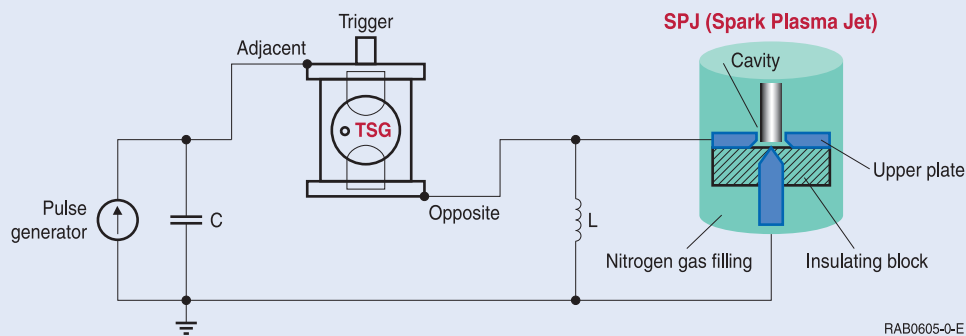 SPJ (Spark Plasma Jet)
Trigger
Adjacent
Cavity
TSG
Upper plate
Pulse
generator
C
Opposite
L
Nitrogen gas filling
Insulating block
RAB0605-0-E